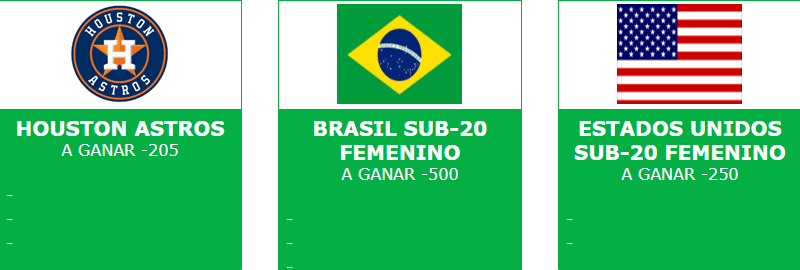 HOUSTON
ASTROS
H
HOUSTON ASTROS
A GANAR -205
-
-
-
BRASIL SUB-20
FEMENINO
A GANAR -500
-
-
-
ESTADOS UNIDOS
SUB-20 FEMENINO
A GANAR -250
-
-